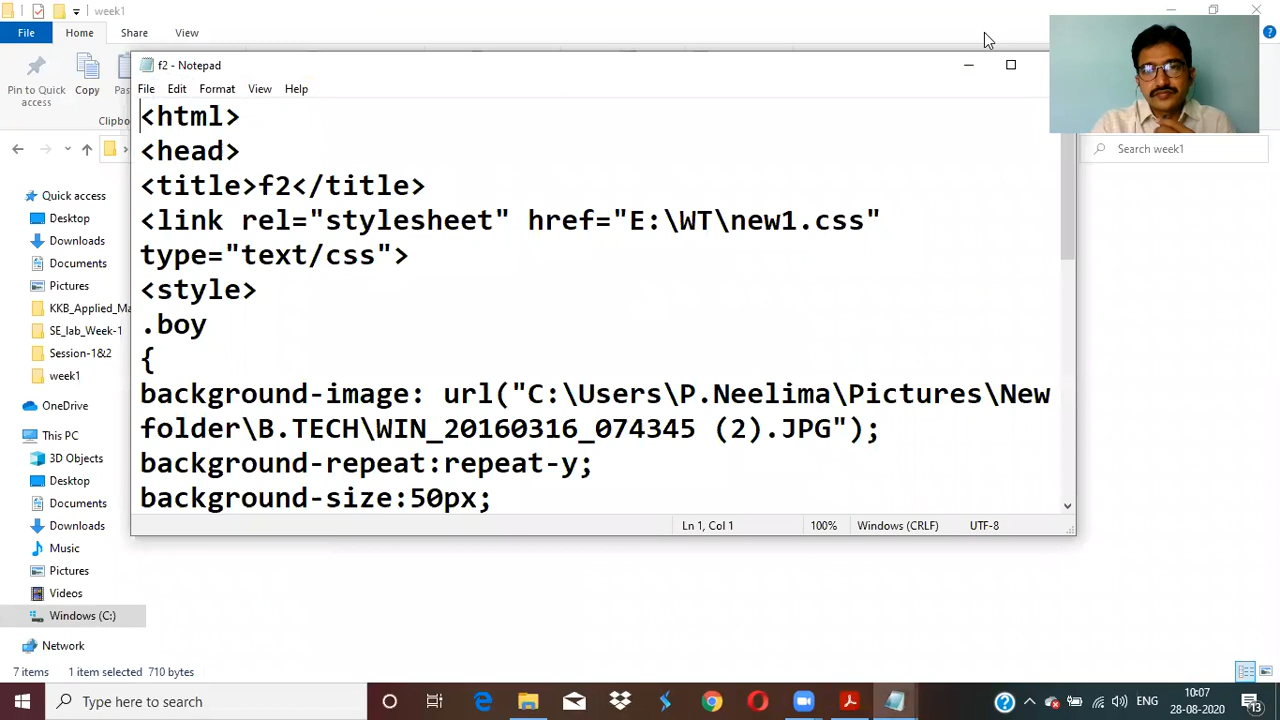 week1
File Home Share View
f2 - Notepad
File Edit Format View Help
Pin to Quick access
Copy
Clipbo
Search week1
<html>
<head>
<title>f2</title>
<link rel="stylesheet" href="E:\WT\new1.css"
type="text/css">
<style>
.boy
{
background-image: url("C:\Users\P.Neelima\Pictures\New
folder\B.TECH\WIN_20160316_074345 (2).JPG");
background-repeat:repeat-y;
background-size:50px;
Ln 1, Col 1 100% Windows (CRLF) UTF-8
Quick access
Desktop
Downloads
Documents
Pictures
KKB_Applied_Ma
SE_lab_Week-1
Session-1&2
week1
OneDrive
This PC
3D Objects
Desktop
Documents
Downloads
Music
Pictures
Videos
Windows (C:)
Network
7 items 1 item selected 710 bytes
Type here to search
ENG
10:07
28-08-2020
13